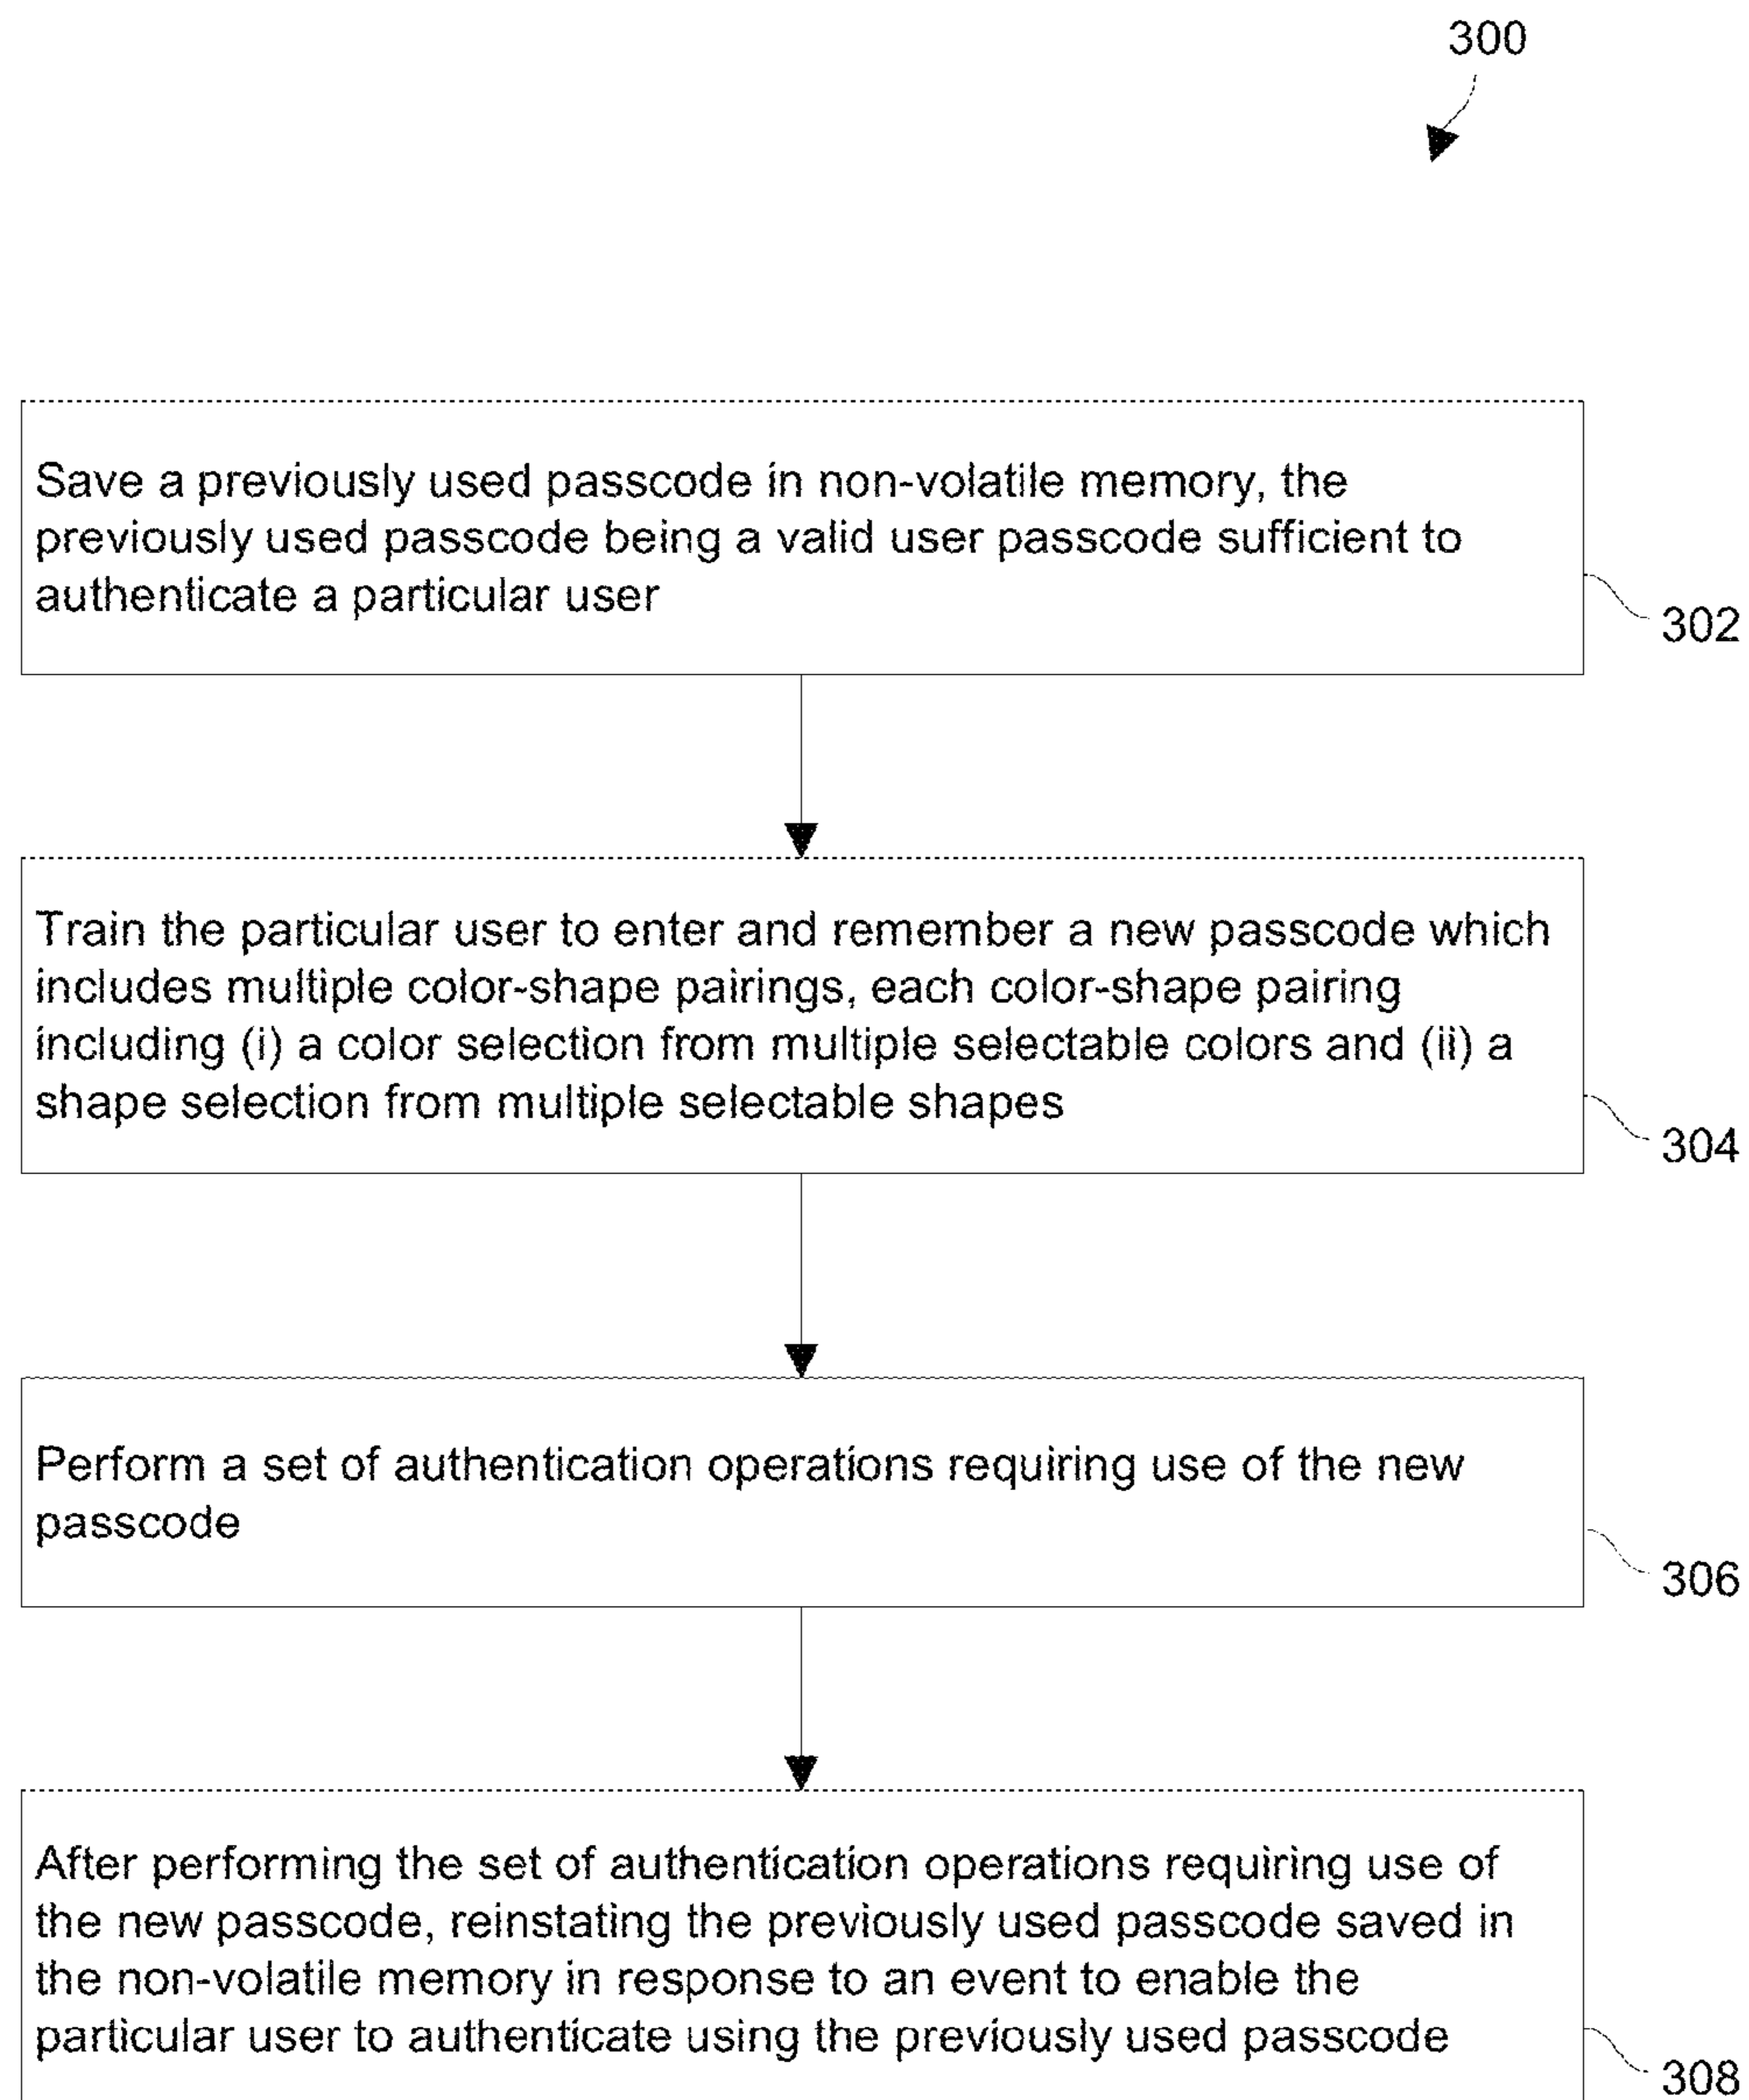 300
Save a previously used passcode in non-volatile memory, the
previously used passcode being a valid user passcode sufficient to
authenticate a particular user
302
Train the particular user to enter and remember a new passcode which
includes multiple color-shape pairings, each color-shape pairing
including (i) a color selection from multiple selectable colors and (ii) a
shape selection from multiple selectable shapes
304
Perform a set of authentication operations requiring use of the new
passcode
306
After performing the set of authentication operations requiring use of
the new passcode, reinstating the previously used passcode saved in
the non-volatile memory in response to an event to enable the
particular user to authenticate using the previously used passcode
308